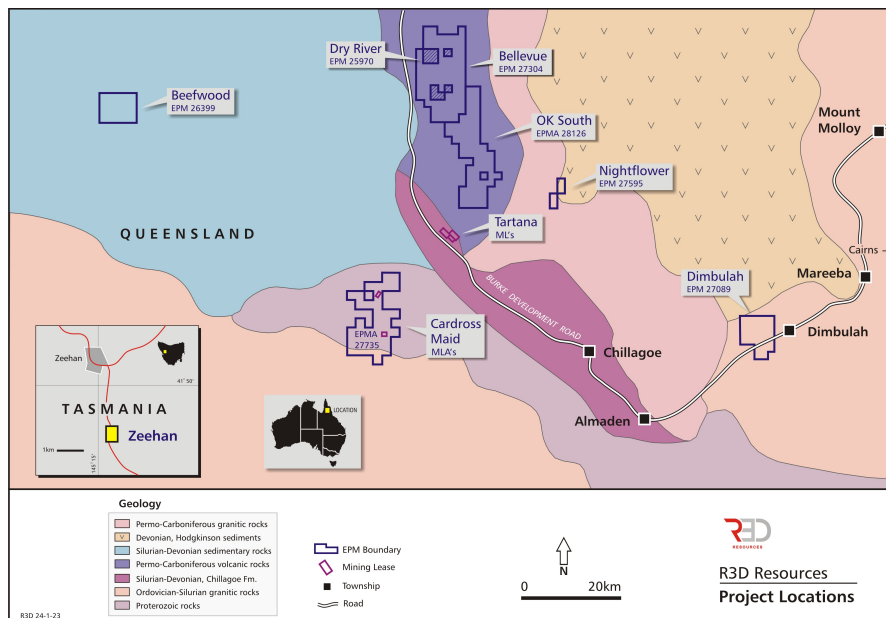 Dry River
EPM 25970
Bellevue
EPM 27304
Beefwood
EPM 26399
OK South
EPMA 28126
Mount
Molloy
Nightflower
EPM 27595
Tartana
ML's
QUEENSLAND
Cairns
Mareeba
Dimbulah
EPM 27089
BURKE DEVELOPMENT ROAD
Cardross
Maid
MLA's
EPMA
27735
Dimbulah
Chillagoe
Almaden
Zeehan
41° 50'
TASMANIA
Zeehan
1km
145° 15'
LOCATION
Geology
Permo-Carboniferous granitic rocks
Devonian, Hodgkinson sediments
Silurian-Devonian sedimentary rocks
Permo-Carboniferous volcanic rocks
Silurian-Devonian, Chillagoe Fm.
Ordovician-Silurian granitic rocks
Proterozoic rocks
EPM Boundary
Mining Lease
Township
Road
N
0 20km
R3D
RESOURCES
R3D Resources
Project Locations
R3D 24-1-23